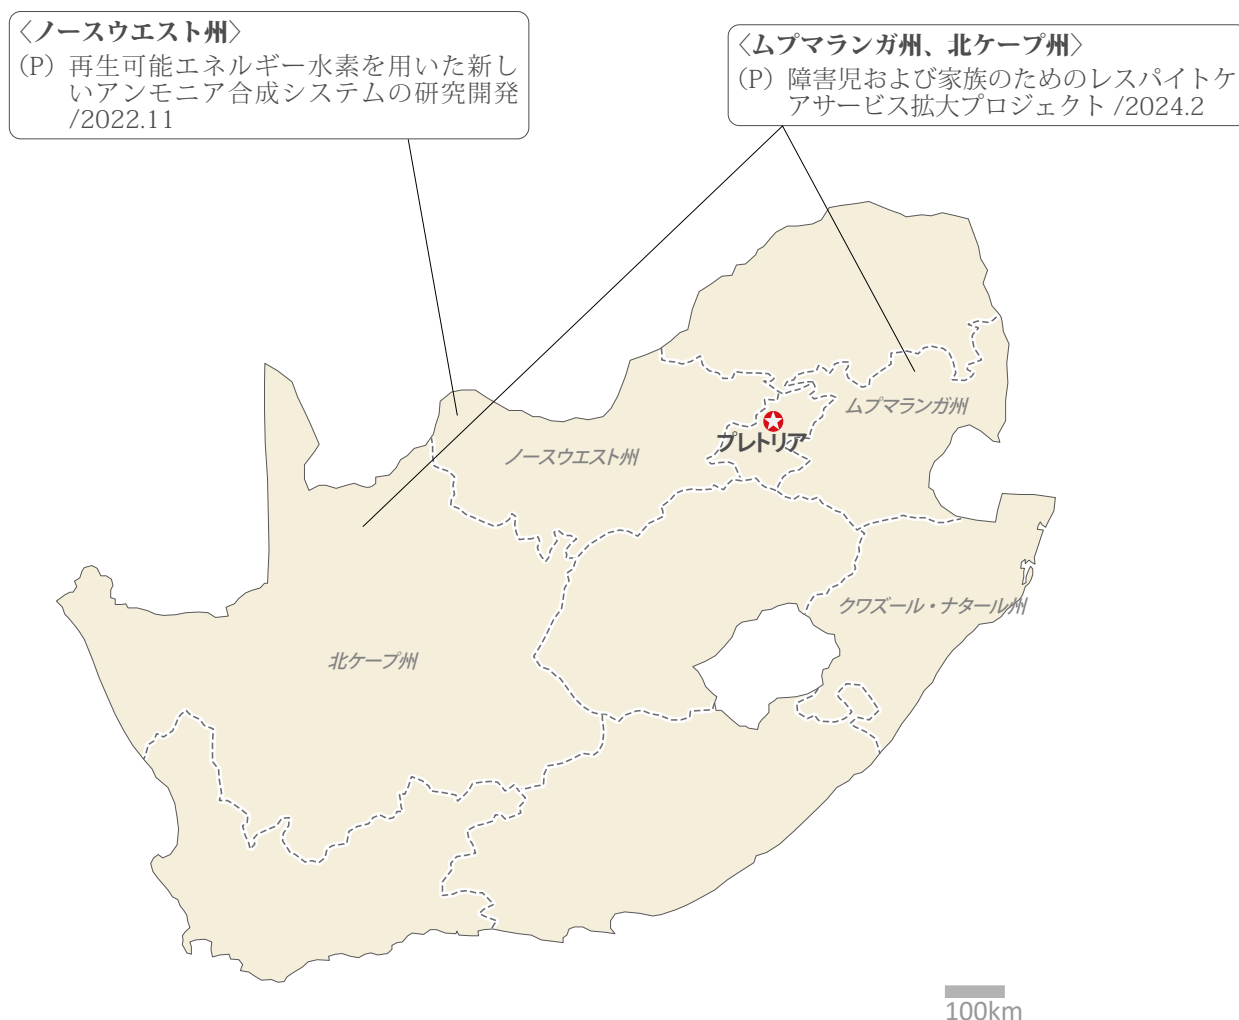 〈ノースウエスト州〉
(P) 再生可能エネルギー水素を用いた新し
いアンモニア合成システムの研究開発
/2022.11
〈ムプマランガ州、北ケープ州〉
(P) 障害児および家族のためのレスパイトケ
アサービス拡大プロジェクト /2024.2
ムプマランガ州
プレトリア
ノースウエスト州
クワズール・ナタール州
北ケープ州
100km